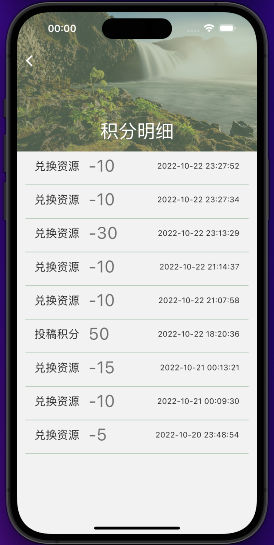 00:00
积分明细
兑换资源 -10 2022-10-22 23:27:52
兑换资源 -10 2022-10-22 23:27:34
兑换资源 -30 2022-10-22 23:13:29
兑换资源 -10 2022-10-22 21:14:37
兑换资源 -10 2022-10-22 21:07:58
投稿积分 50 2022-10-22 18:20:36
兑换资源 -15 2022-10-21 00:13:21
兑换资源 -10 2022-10-21 00:09:30
兑换资源 -5 2022-10-20 23:48:54